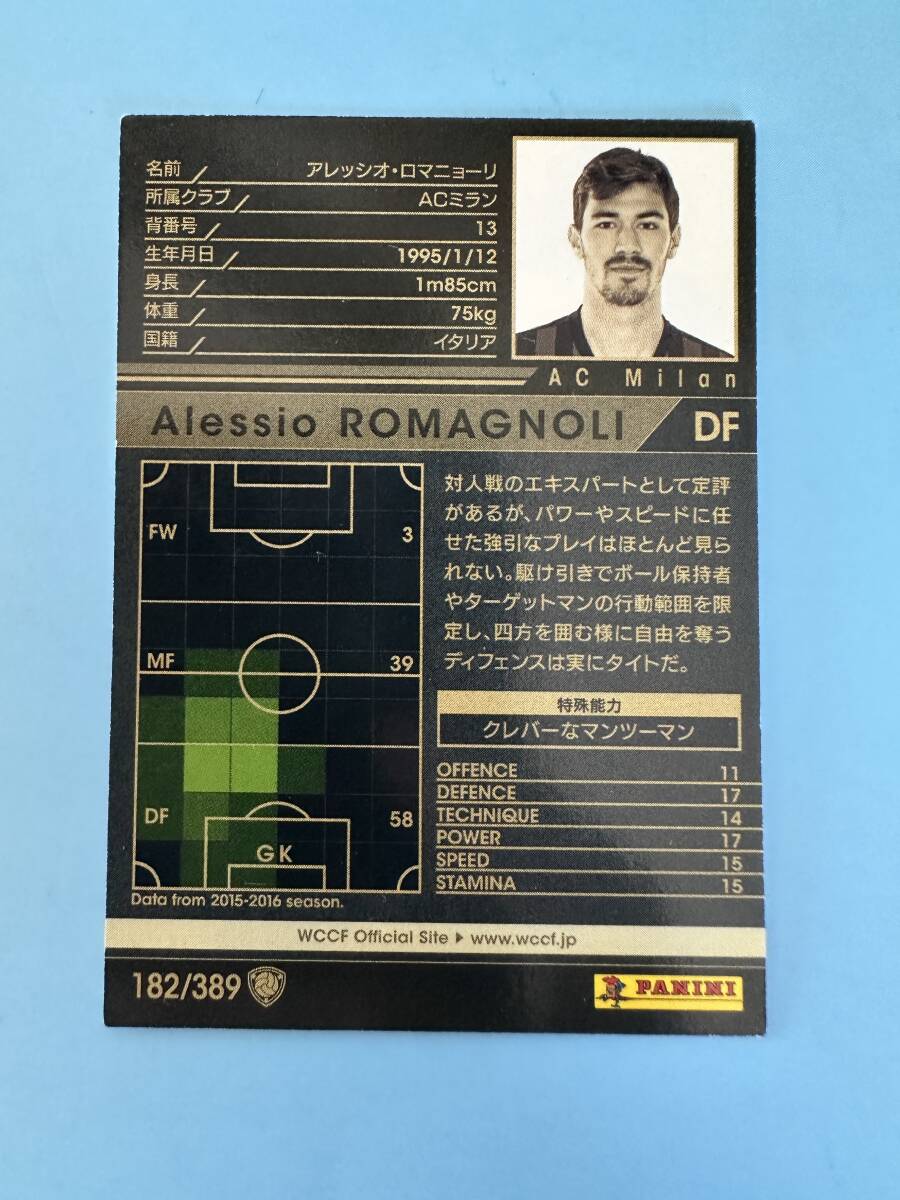 名前 アレッシオ・ロマニョーリ
所属クラブ ACミラン
背番号 13
生年月日 1995/1/12
身長 1m85cm
体重 75kg
国籍 イタリア
AC Milan
Alessio ROMAGNOLI DF
FW 3
MF 39
DF 58
GK
Data from 2015-2016 season.
対人戦のエキスパートとして定評
があるが、パワーやスピードに任
せた強引なプレイはほとんど見ら
れない。駆け引きでボール保持者
やターゲットマンの行動範囲を限
定し、四方を囲む様に自由を奪う
ディフェンスは実にタイトだ。
特殊能力
クレバーなマンツーマン
OFFENCE 11
DEFENCE 17
TECHNIQUE 14
POWER 17
SPEED 15
STAMINA 15
WCCF Official Site ▶ www.wccf.jp
182/389
PANINI